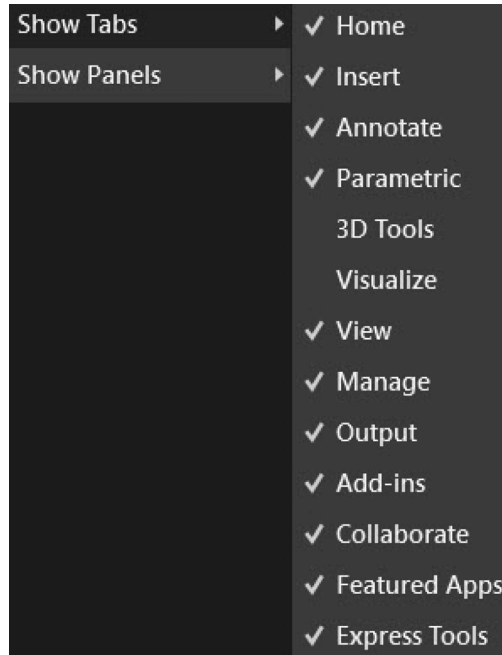 Show Tabs
Show Panels
Home
Insert
Annotate
Parametric
3D Tools
Visualize
View
Manage
Output
Add-ins
Collaborate
Featured Apps
Express Tools